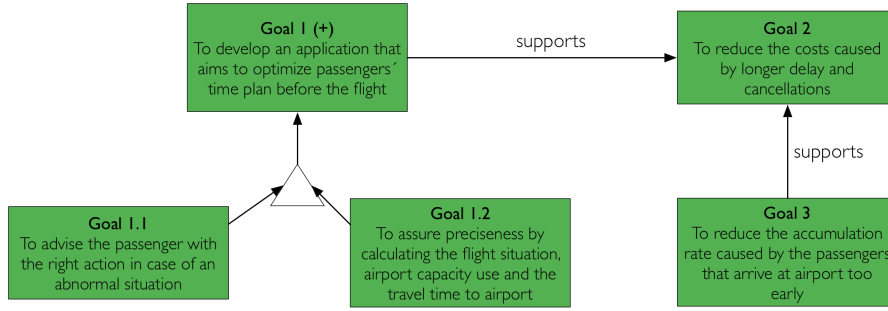 Goal 1 (+)
To develop an application that
aims to optimize passengers´
time plan before the flight
supports
Goal 2
To reduce the costs caused
by longer delay and
cancellations
supports
Goal 1.1
To advise the passenger with
the right action in case of an
abnormal situation
Goal 1.2
To assure preciseness by
calculating the flight situation,
airport capacity use and the
travel time to airport
Goal 3
To reduce the accumulation
rate caused by the passengers
that arrive at airport too
early